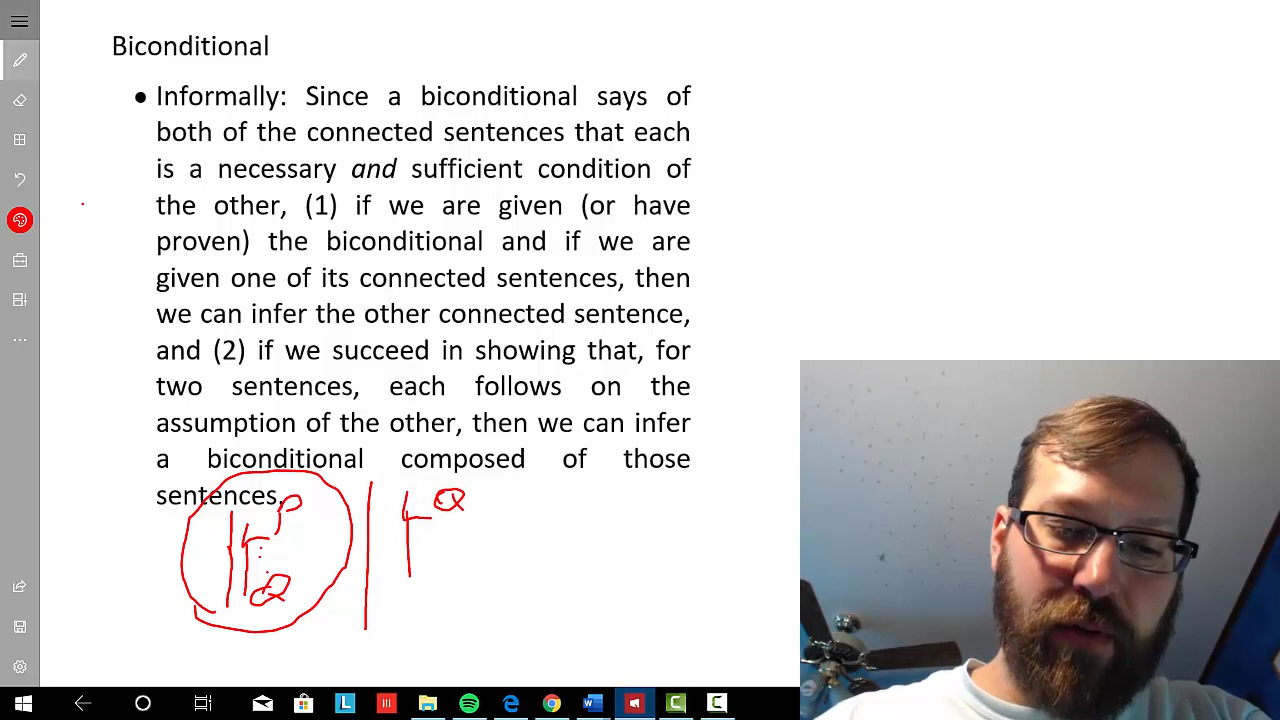 Biconditional
• Informally: Since a biconditional says of
both of the connected sentences that each
is a necessary and sufficient condition of
the other, (1) if we are given (or have
proven) the biconditional and if we are
given one of its connected sentences, then
we can infer the other connected sentence,
and (2) if we succeed in showing that, for
two sentences, each follows on the
assumption of the other, then we can infer
a biconditional composed of those
sentences.
P
Q
Q